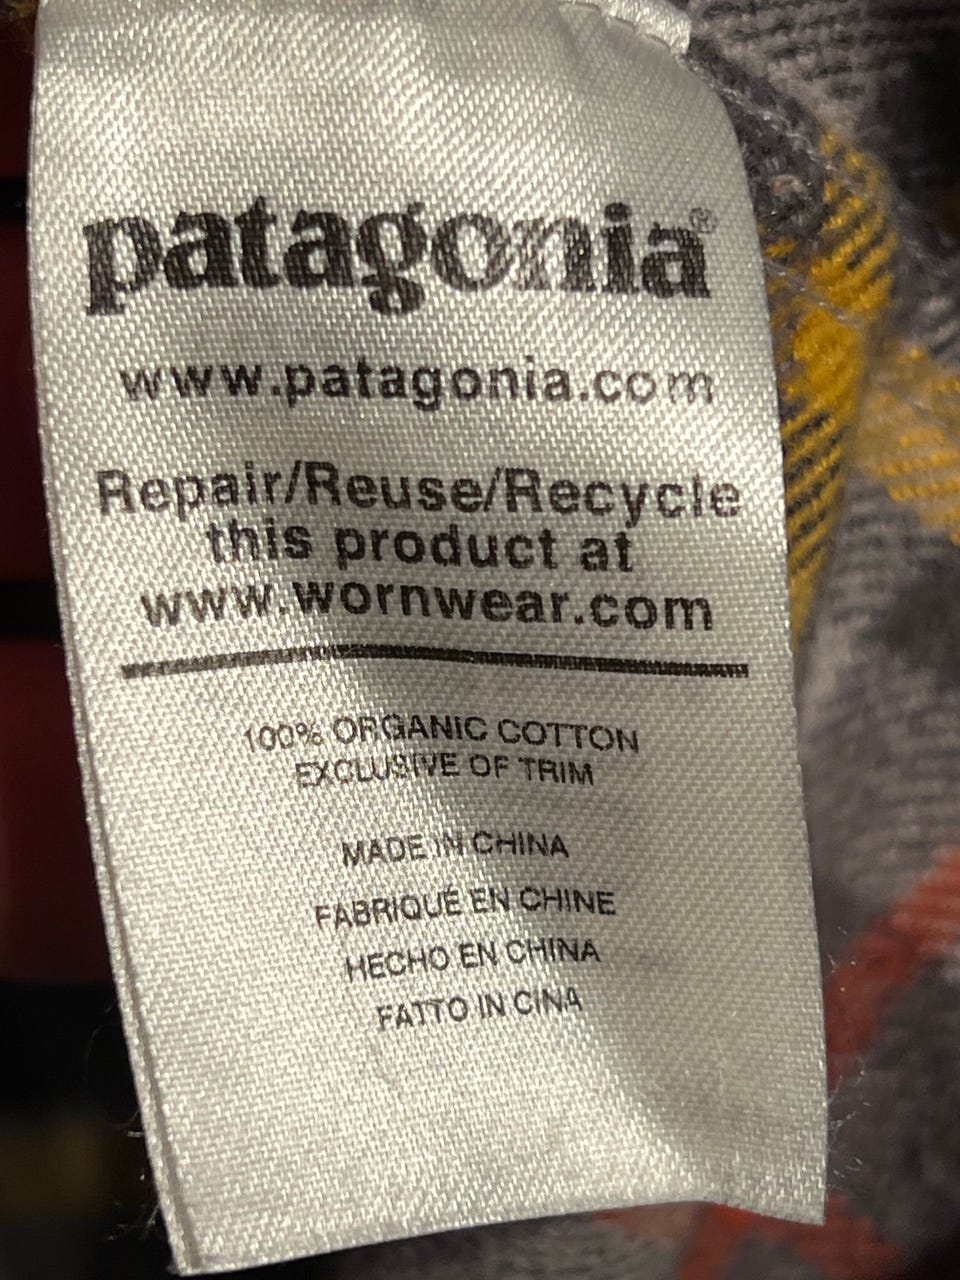 patagonia®
www.patagonia.com
Repair/Reuse/Recycle
this product at
www.wornwear.com
100% ORGANIC COTTON
EXCLUSIVE OF TRIM
MADE IN CHINA
FABRIQUÉ EN CHINE
HECHO EN CHINA
FATTO IN CINA